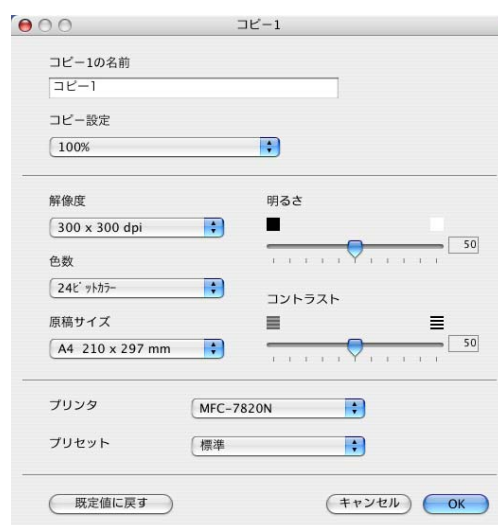 コピー1
コピー1の名前
コピー1
コピー設定
100%
解像度
300 x 300 dpi
明るさ
50
色数
24ﾋﾞｯﾄｶﾗｰ
コントラスト
50
原稿サイズ
A4 210 x 297 mm
プリンタ
MFC-7820N
プリセット
標準
既定値に戻す
キャンセル
OK